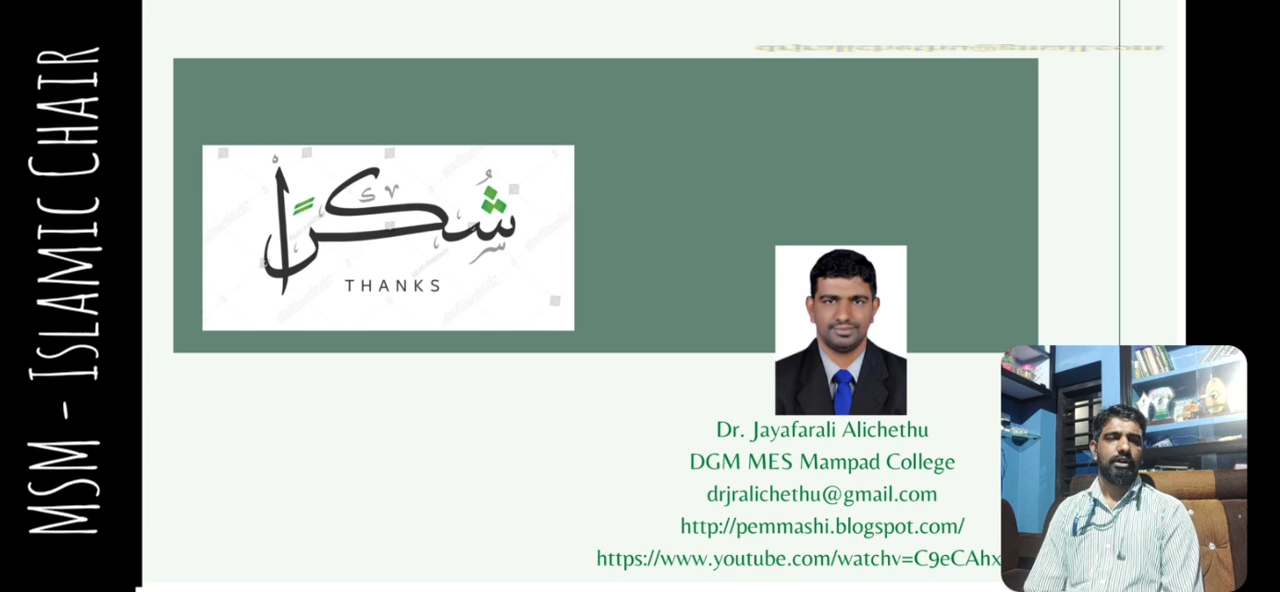 MSM - Islamic Chair
شُكرًا
THANKS
Dr. Jayafarali Alichethu
DGM MES Mampad College
drjralichethu@gmail.com
http://pemmashi.blogspot.com/
https://www.youtube.com/watchv=C9eCAhx